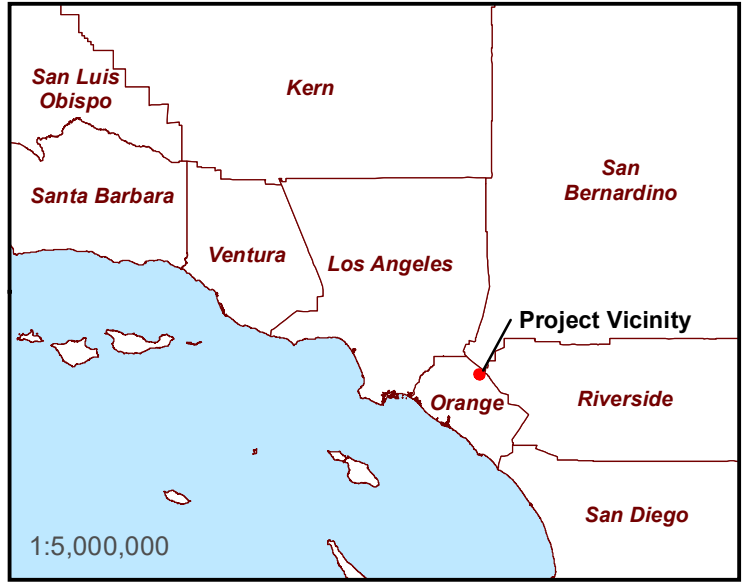 San Luis
Obispo
Kern
San
Bernardino
Santa Barbara
Ventura
Los Angeles
Project Vicinity
Orange
Riverside
San Diego
1:5,000,000